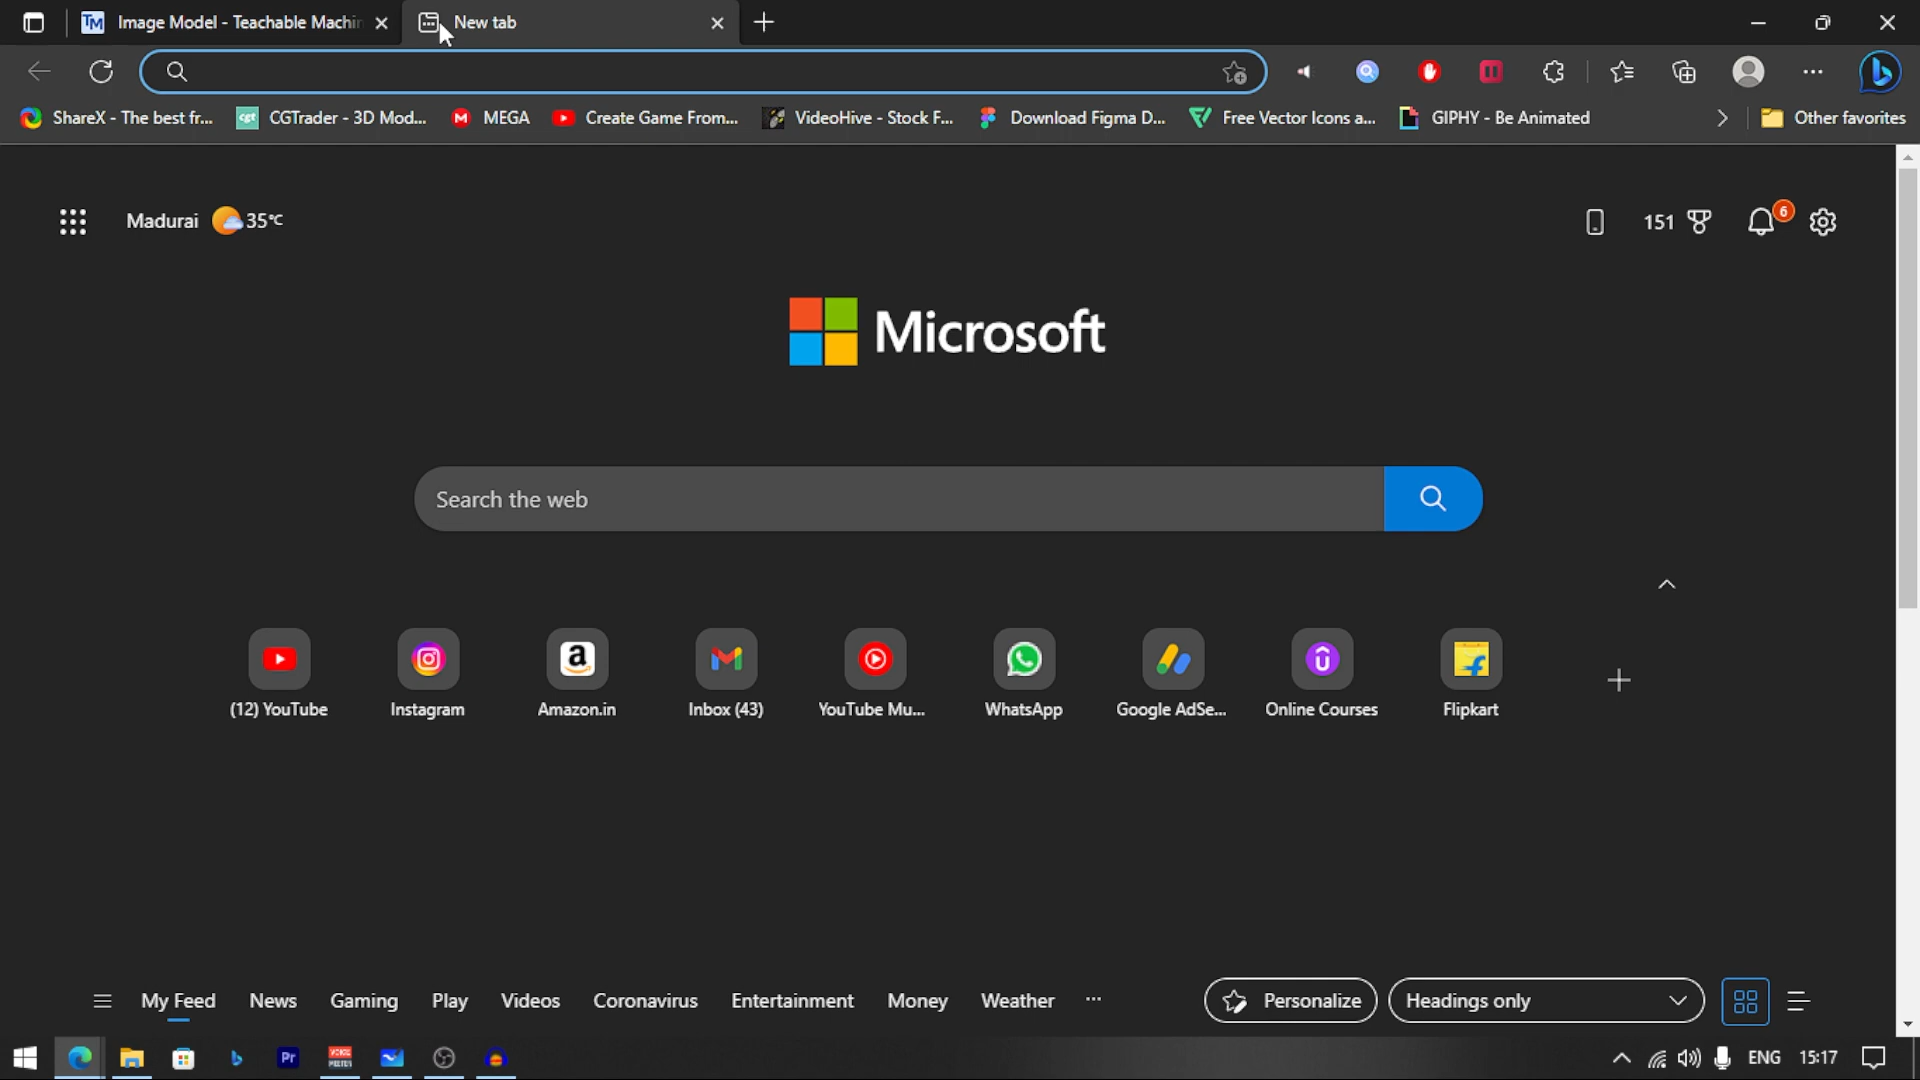 Image Model - Teachable Machin
New tab
ShareX - The best fr...
CGTrader - 3D Mod...
MEGA
Create Game From...
VideoHive - Stock F...
Download Figma D...
Free Vector Icons a...
GIPHY - Be Animated
Other favorites
Madurai 35°C
151
6
Microsoft
Search the web
(12) YouTube
Instagram
Amazon.in
Inbox (43)
YouTube Mu...
WhatsApp
Google AdSe...
Online Courses
Flipkart
My Feed
News
Gaming
Play
Videos
Coronavirus
Entertainment
Money
Weather
...
Personalize
Headings only
Pr
ENG
15:17